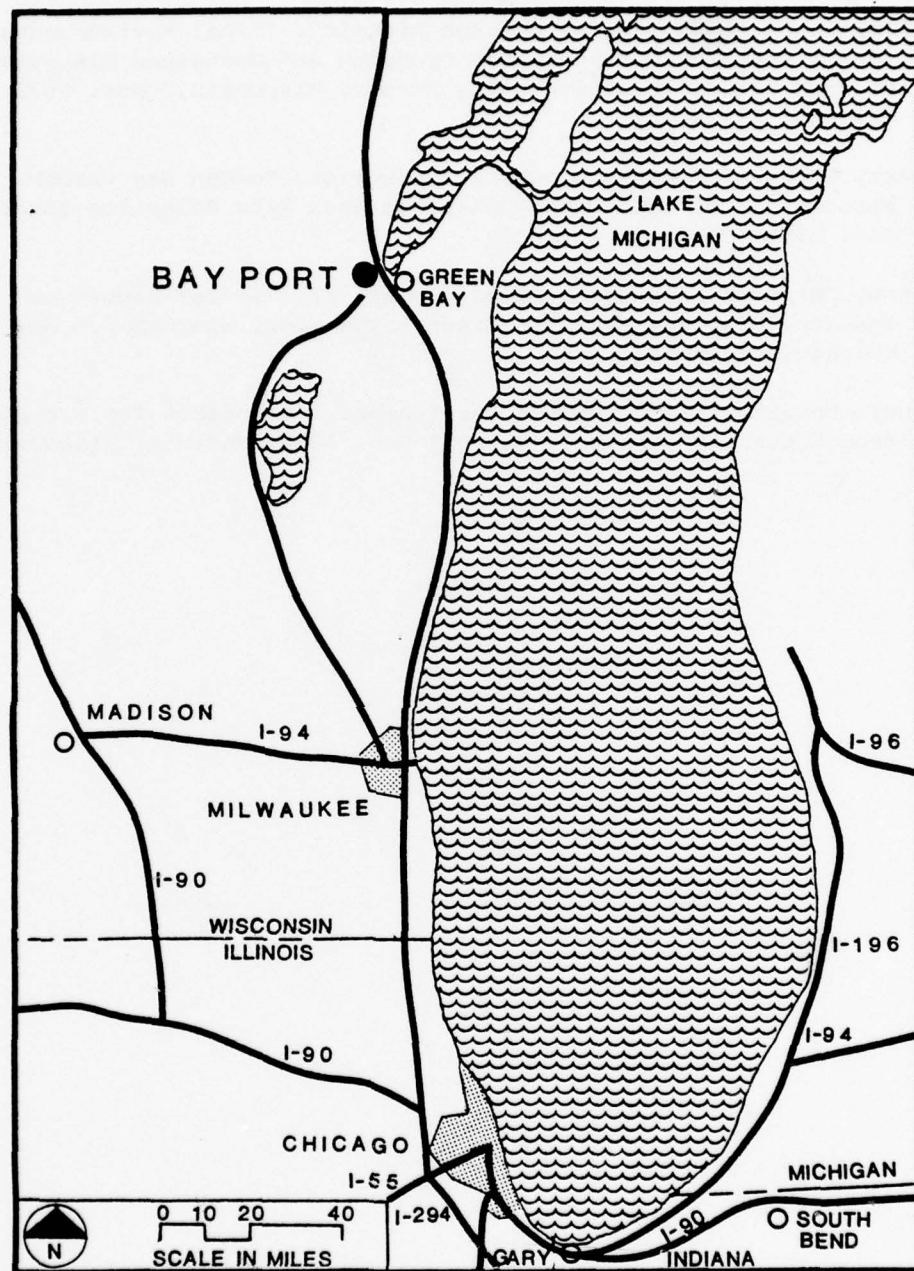 LAKE
MICHIGAN
BAY PORT
GREEN
BAY
MADISON
I-94
I-96
MILWAUKEE
I-90
WISCONSIN
ILLINOIS
I-196
I-90
I-94
CHICAGO
I-55
MICHIGAN
I-294
I-90
SOUTH
BEND
0 10 20 40
N
SCALE IN MILES
GARY
INDIANA